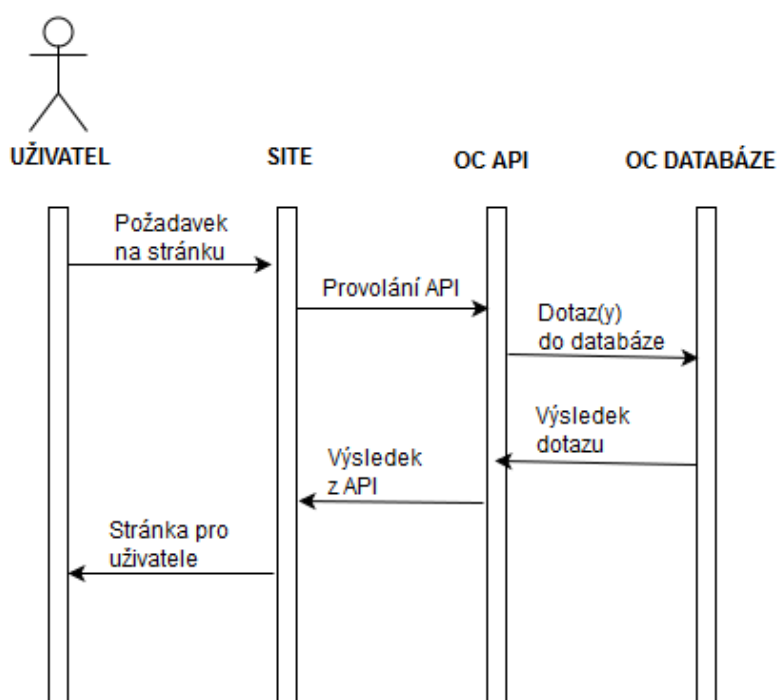 UŽIVATEL
SITE
OC API
OC DATABÁZE
Požadavek
na stránku
Provolání API
Dotaz(y)
do databáze
Výsledek
dotazu
Výsledek
z API
Stránka pro
uživatele